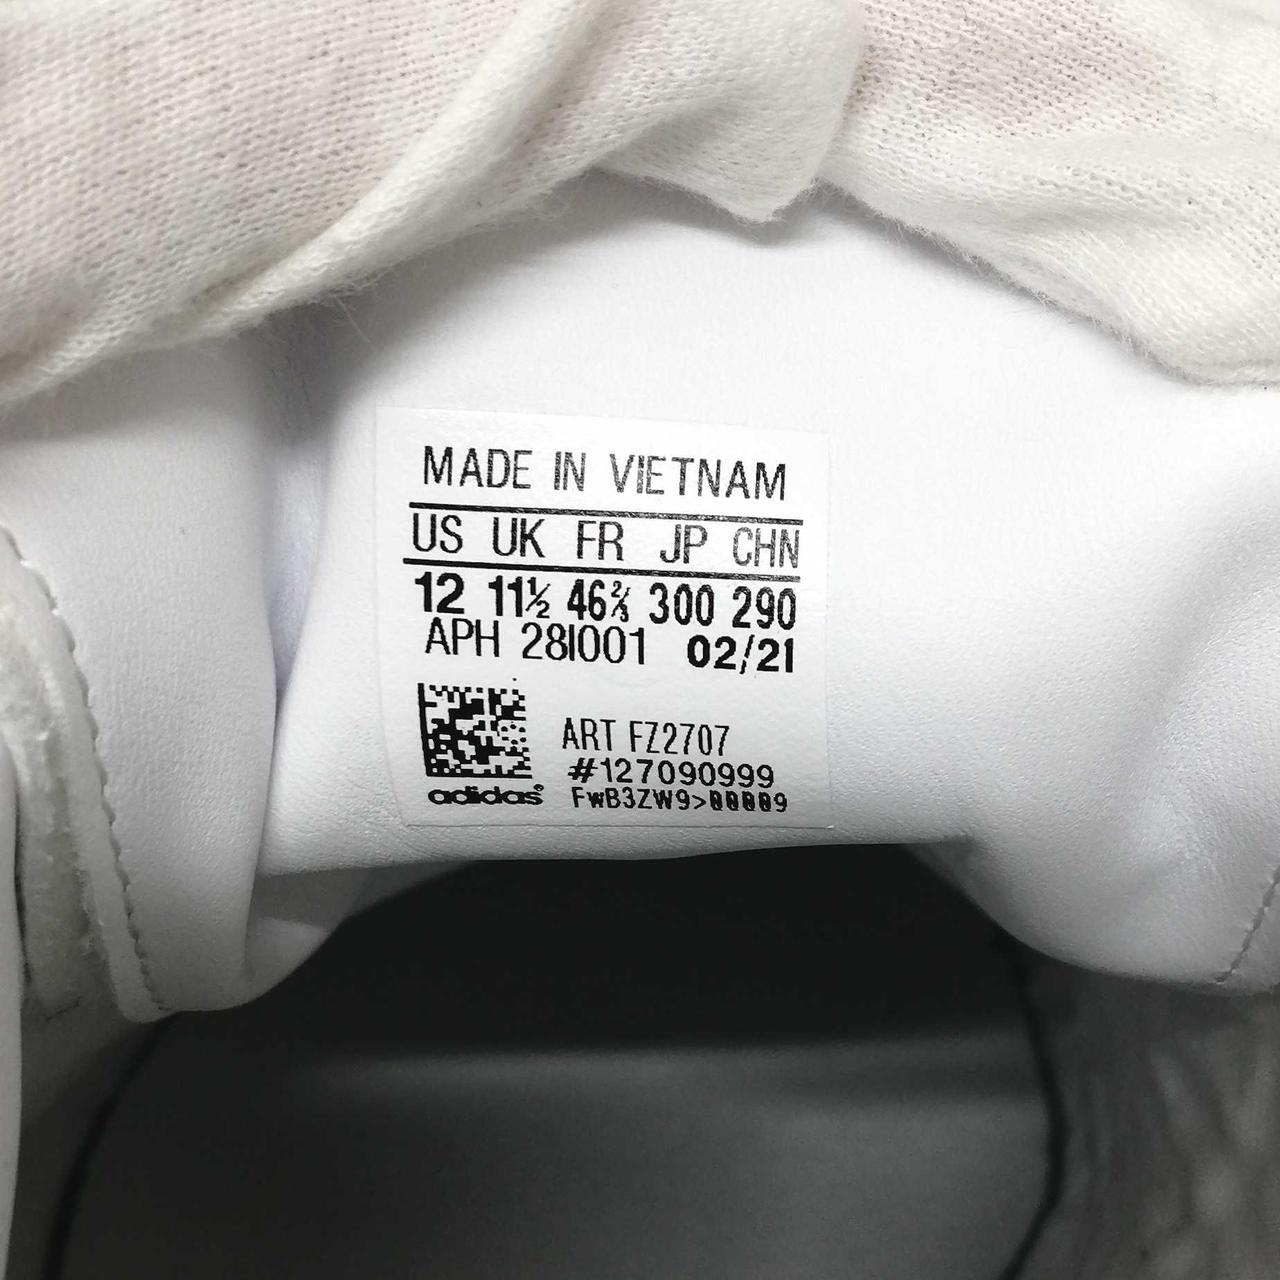 MADE IN VIETNAM
US UK FR JP CHN
12 11½ 46⅔ 300 290
APH 28I001 02/21
ART FZ2707
#127090999
adidas® FwB3ZW9>00009